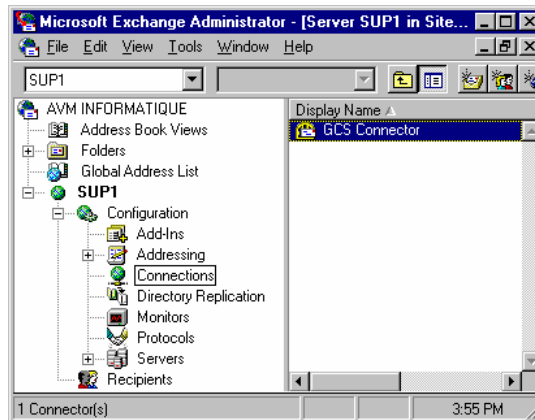 Microsoft Exchange Administrator - [Server SUP1 in Site...
File Edit View Tools Window Help
SUP1
AVM INFORMATIQUE
Address Book Views
Folders
Global Address List
SUP1
Configuration
Add-Ins
Addressing
Connections
Directory Replication
Monitors
Protocols
Servers
Recipients
Display Name
GCS Connector
1 Connector(s)
3:55 PM